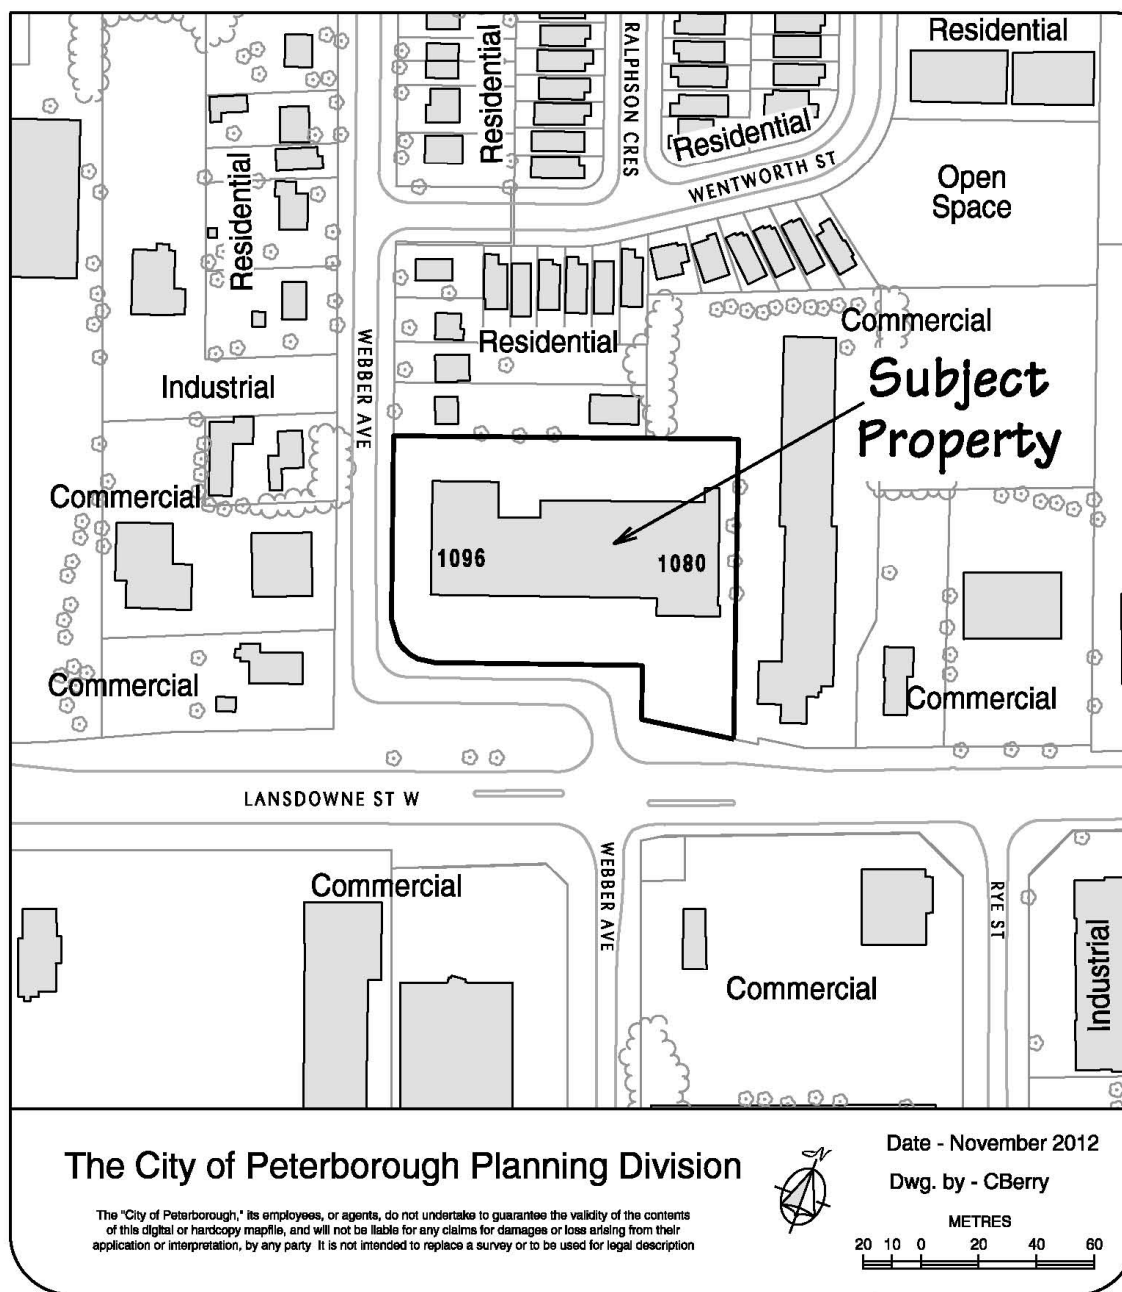 Residential
RALPHSON CRES
Residential
Residential
WENTWORTH ST
Residential
Open
Space
Commercial
Residential
WEBBER AVE
Industrial
Subject
Property
Commercial
1096
1080
Commercial
Commercial
LANSDOWNE ST W
WEBBER AVE
RYE ST
Commercial
Commercial
Industrial
The City of Peterborough Planning Division
The "City of Peterborough," its employees, or agents, do not undertake to guarantee the validity of the contents
of this digital or hardcopy mapfile, and will not be liable for any claims for damages or loss arising from their
application or interpretation, by any party It is not intended to replace a survey or to be used for legal description
N
Date - November 2012
Dwg. by - CBerry
METRES
20 10 0 20 40 60